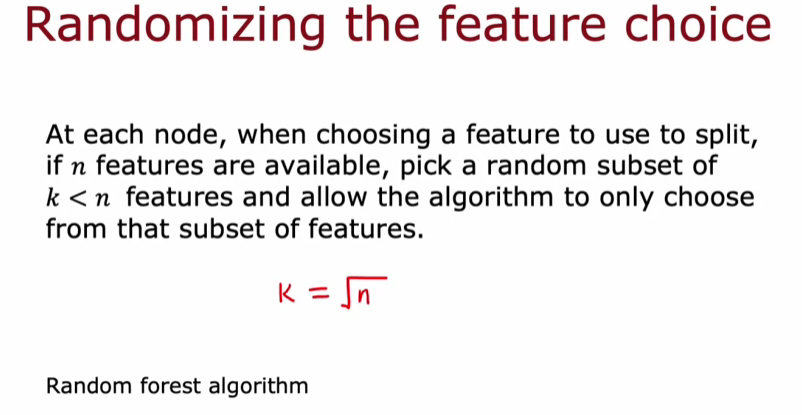 Randomizing the feature choice
At each node, when choosing a feature to use to split,
if n features are available, pick a random subset of
k < n features and allow the algorithm to only choose
from that subset of features.
K = √n
Random forest algorithm